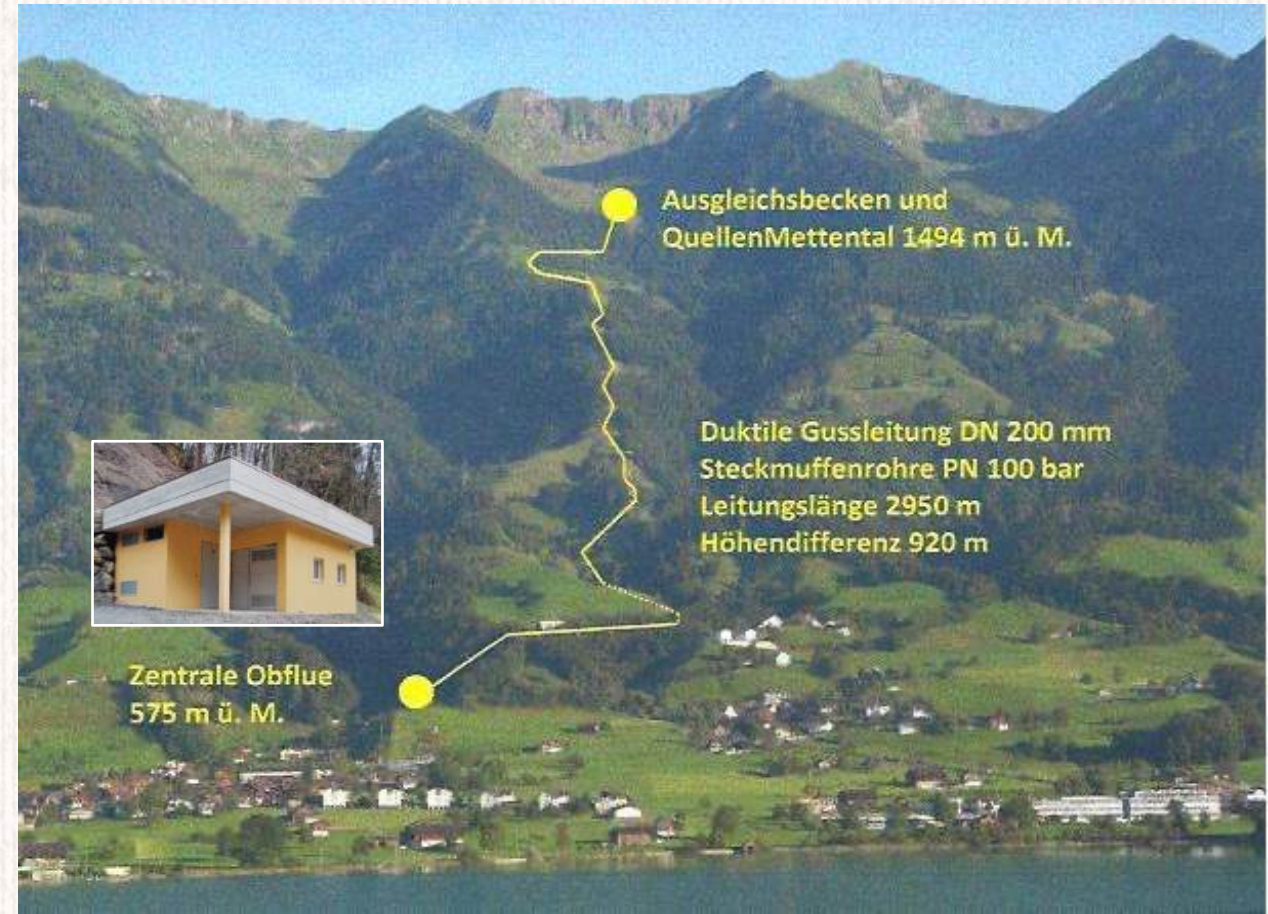 Ausgleichsbecken und
QuellenMettental 1494 m ü. M.
Duktile Gussleitung DN 200 mm
Steckmuffenrohre PN 100 bar
Leitungslänge 2950 m
Höhendifferenz 920 m
Zentrale Obflue
575 m ü. M.